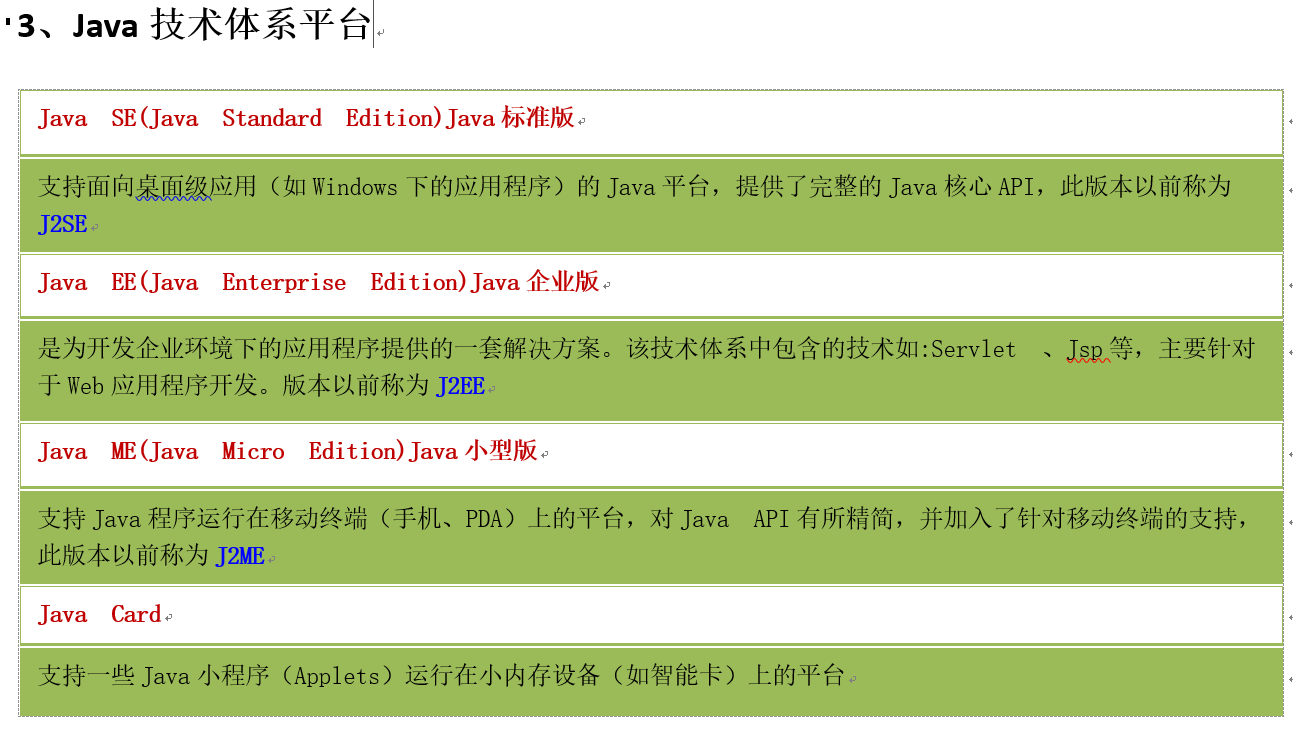 3、Java 技术体系平台
Java SE(Java Standard Edition)Java 标准版
支持面向桌面级应用（如 Windows 下的应用程序）的 Java 平台，提供了完整的 Java 核心 API，此版本以前称为
J2SE
Java EE(Java Enterprise Edition)Java 企业版
是为开发企业环境下的应用程序提供的一套解决方案。该技术体系中包含的技术如:Servlet 、Jsp 等，主要针对
于 Web 应用程序开发。版本以前称为 J2EE
Java ME(Java Micro Edition)Java 小型版
支持 Java 程序运行在移动终端（手机、PDA）上的平台，对 Java API 有所精简，并加入了针对移动终端的支持，
此版本以前称为 J2ME
Java Card
支持一些 Java 小程序（Applets）运行在小内存设备（如智能卡）上的平台